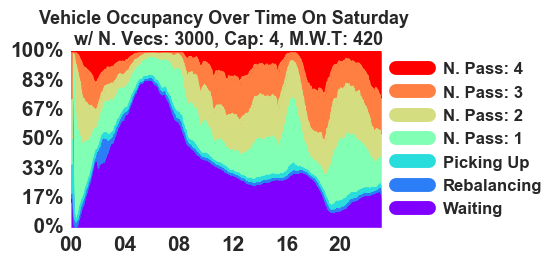 Vehicle Occupancy Over Time On Saturday
w/ N. Vecs: 3000, Cap: 4, M.W.T: 420
100%
83%
67%
50%
33%
17%
0%
00 04 08 12 16 20
N. Pass: 4
N. Pass: 3
N. Pass: 2
N. Pass: 1
Picking Up
Rebalancing
Waiting